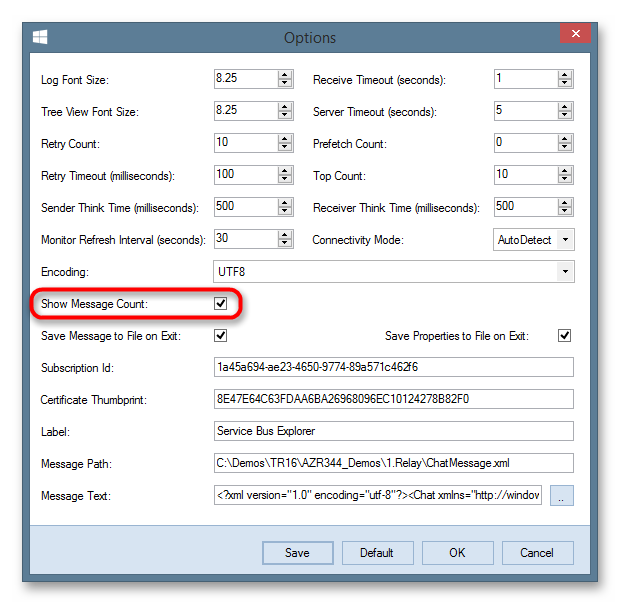 Options
Log Font Size: 8.25 Receive Timeout (seconds): 1
Tree View Font Size: 8.25 Server Timeout (seconds): 5
Retry Count: 10 Prefetch Count: 0
Retry Timeout (milliseconds): 100 Top Count: 10
Sender Think Time (milliseconds): 500 Receiver Think Time (milliseconds): 500
Monitor Refresh Interval (seconds): 30 Connectivity Mode: AutoDetect
Encoding: UTF8
Show Message Count:
Save Message to File on Exit: Save Properties to File on Exit:
Subscription Id: 1a45a694-ae23-4650-9774-89a571c462f6
Certificate Thumbprint: 8E47E64C63FDAA6BA26968096EC10124278B82F0
Label: Service Bus Explorer
Message Path: C:\Demos\TR16\AZR344_Demos\1.Relay\ChatMessage.xml
Message Text: <?xml version="1.0" encoding="utf-8"?><Chat xmlns="http://window ..
Save Default OK Cancel